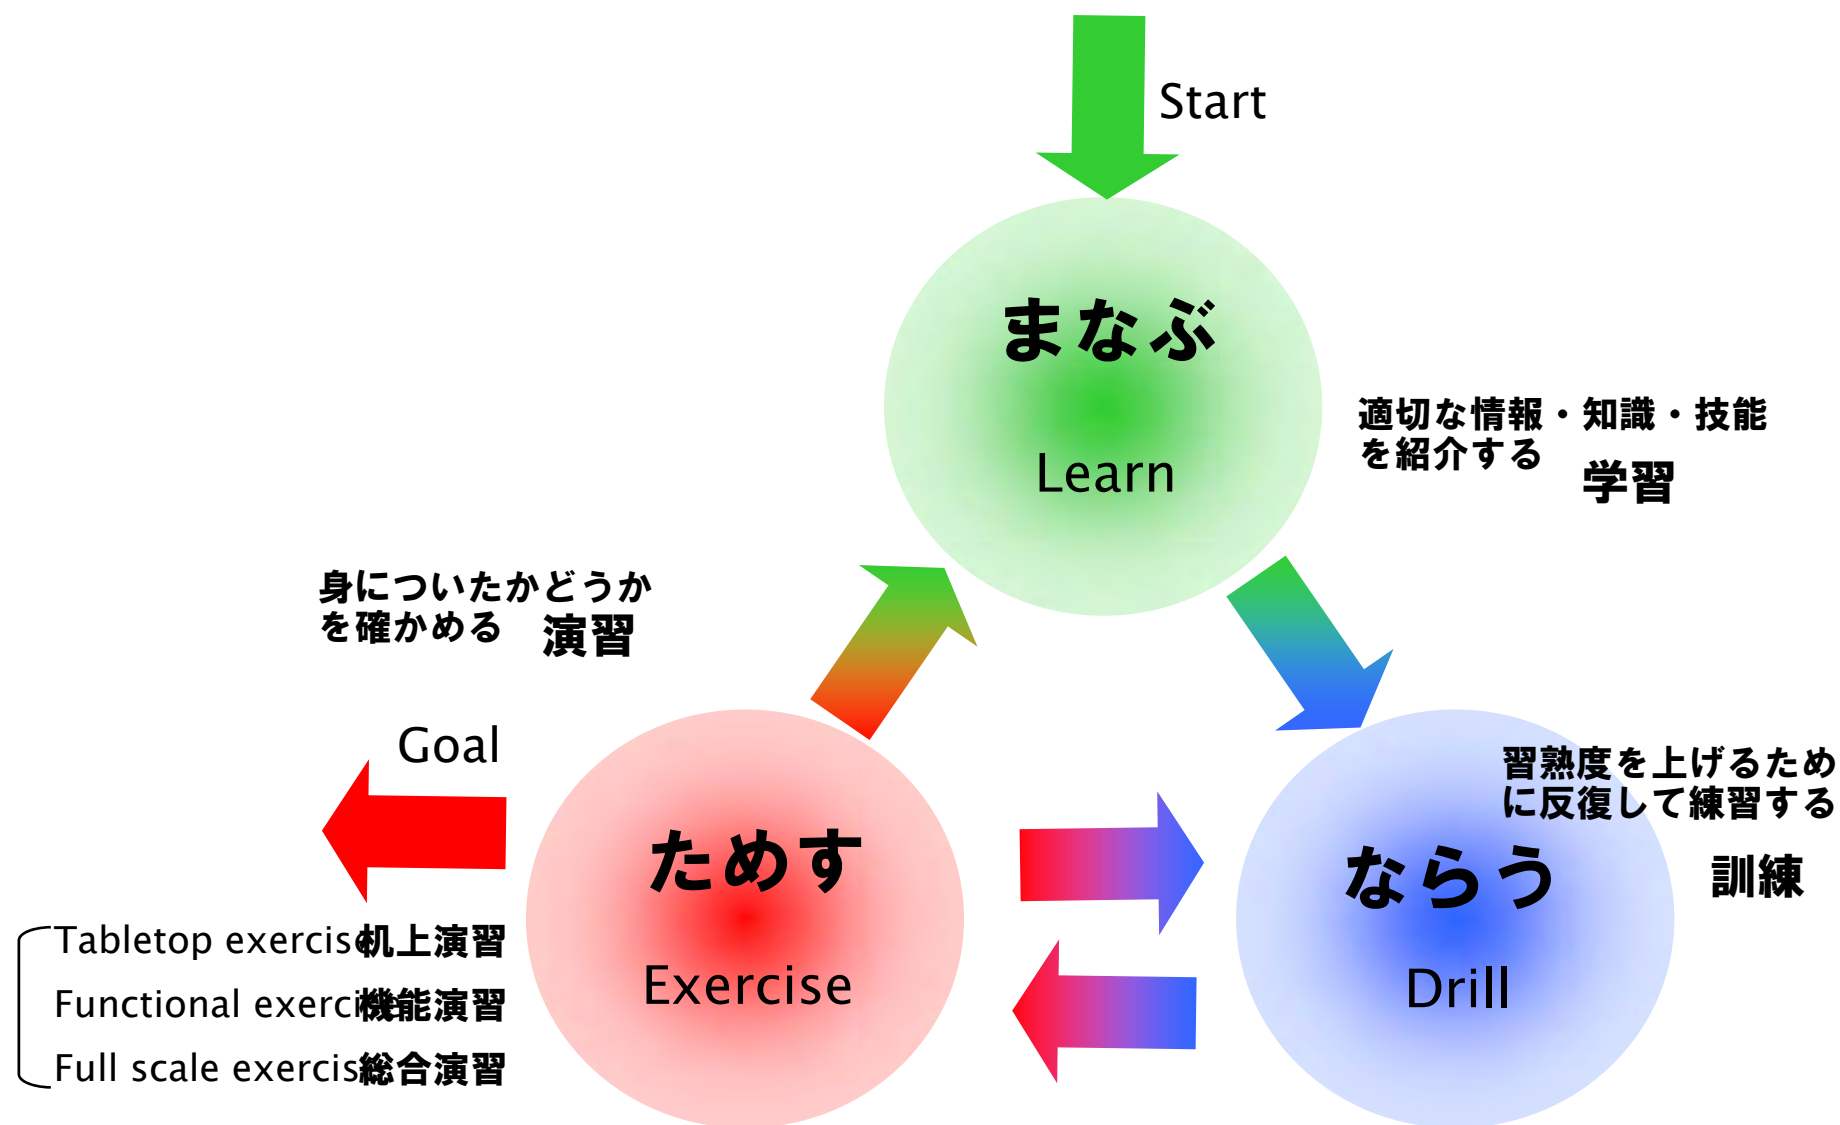 Start
まなぶ
Learn
適切な情報・知識・技能
を紹介する
学習
身についたかどうか
を確かめる
演習
Goal
ためす
Exercise
習熟度を上げるため
に反復して練習する
訓練
ならう
Drill
Tabletop exercise机上演習
Functional exercise機能演習
Full scale exercise総合演習